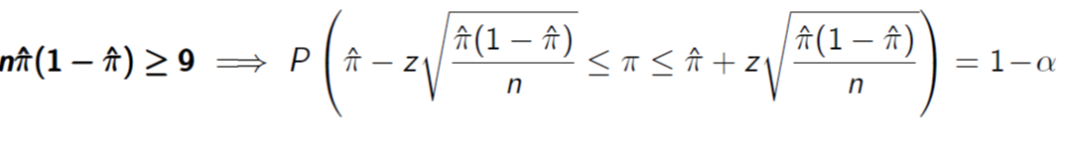 nπ̂(1 − π̂) ≥ 9 ⟹ P ( π̂ − z√(π̂(1 − π̂)/n) ≤ π ≤ π̂ + z√(π̂(1 − π̂)/n) ) = 1−α